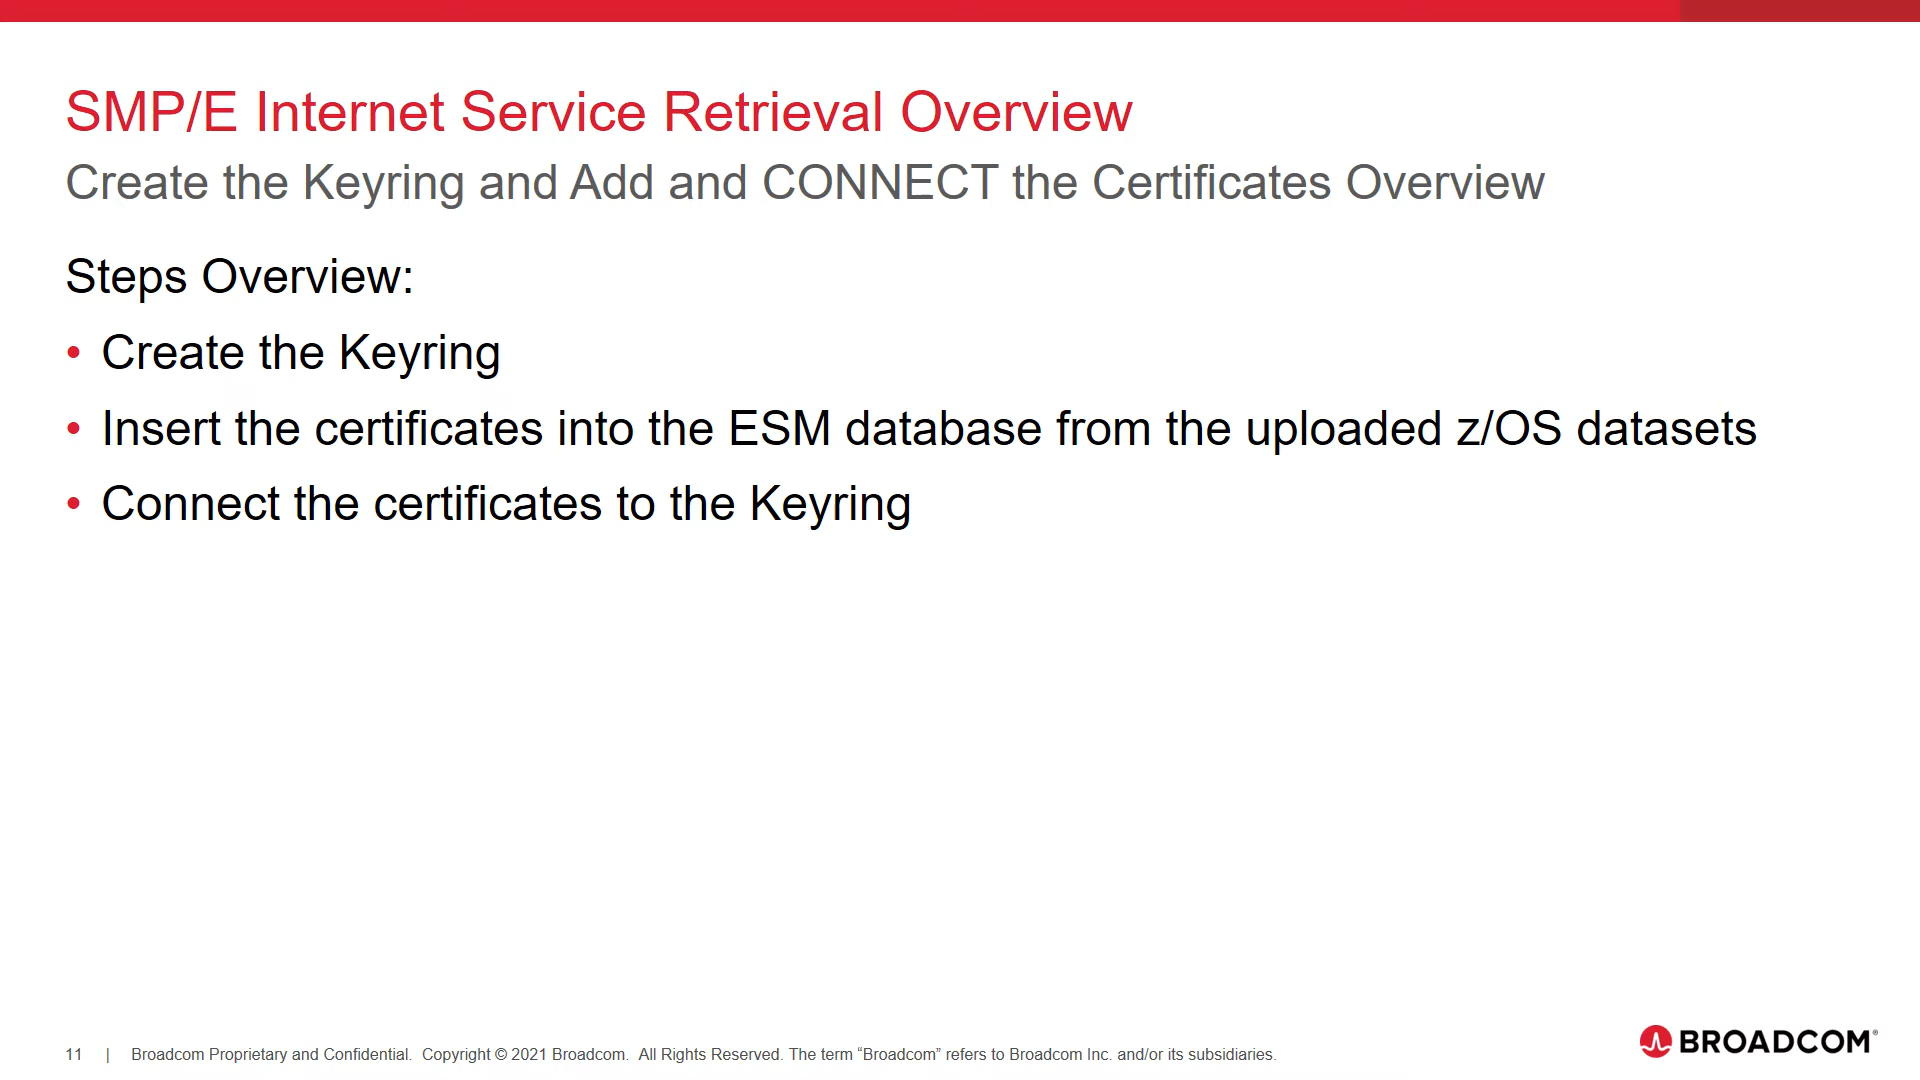 SMP/E Internet Service Retrieval Overview
Create the Keyring and Add and CONNECT the Certificates Overview
Steps Overview:
• Create the Keyring
• Insert the certificates into the ESM database from the uploaded z/OS datasets
• Connect the certificates to the Keyring
11 | Broadcom Proprietary and Confidential. Copyright © 2021 Broadcom. All Rights Reserved. The term “Broadcom” refers to Broadcom Inc. and/or its subsidiaries.
BROADCOM®